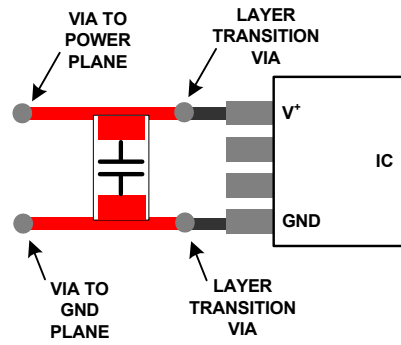 VIA TO
POWER
PLANE
LAYER
TRANSITION
VIA
V⁺
IC
GND
VIA TO
GND
PLANE
LAYER
TRANSITION
VIA